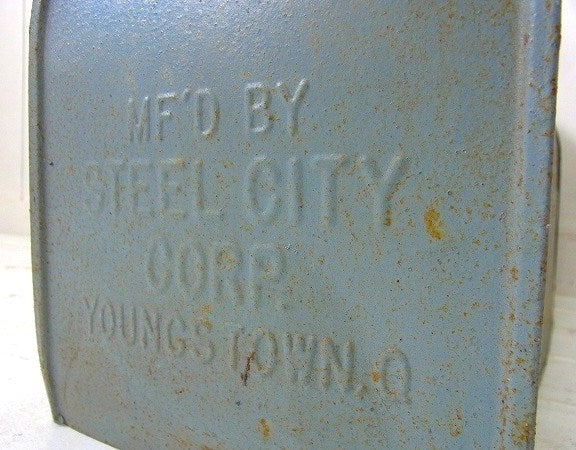 MF'D BY
STEEL CITY
CORP.
YOUNGSTOWN, O